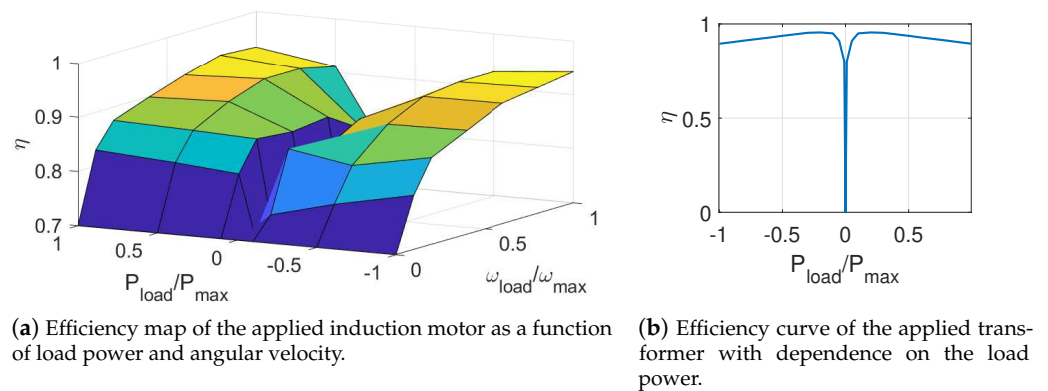 1
0.9
η
0.8
0.7
1
0.5
0
-0.5
-1
P_load/P_max
0
0.5
1
ω_load/ω_max
1
η
0.5
0
-1
-0.5
0
0.5
P_load/P_max
(a) Efficiency map of the applied induction motor as a function
of load power and angular velocity.
(b) Efficiency curve of the applied trans-
former with dependence on the load
power.